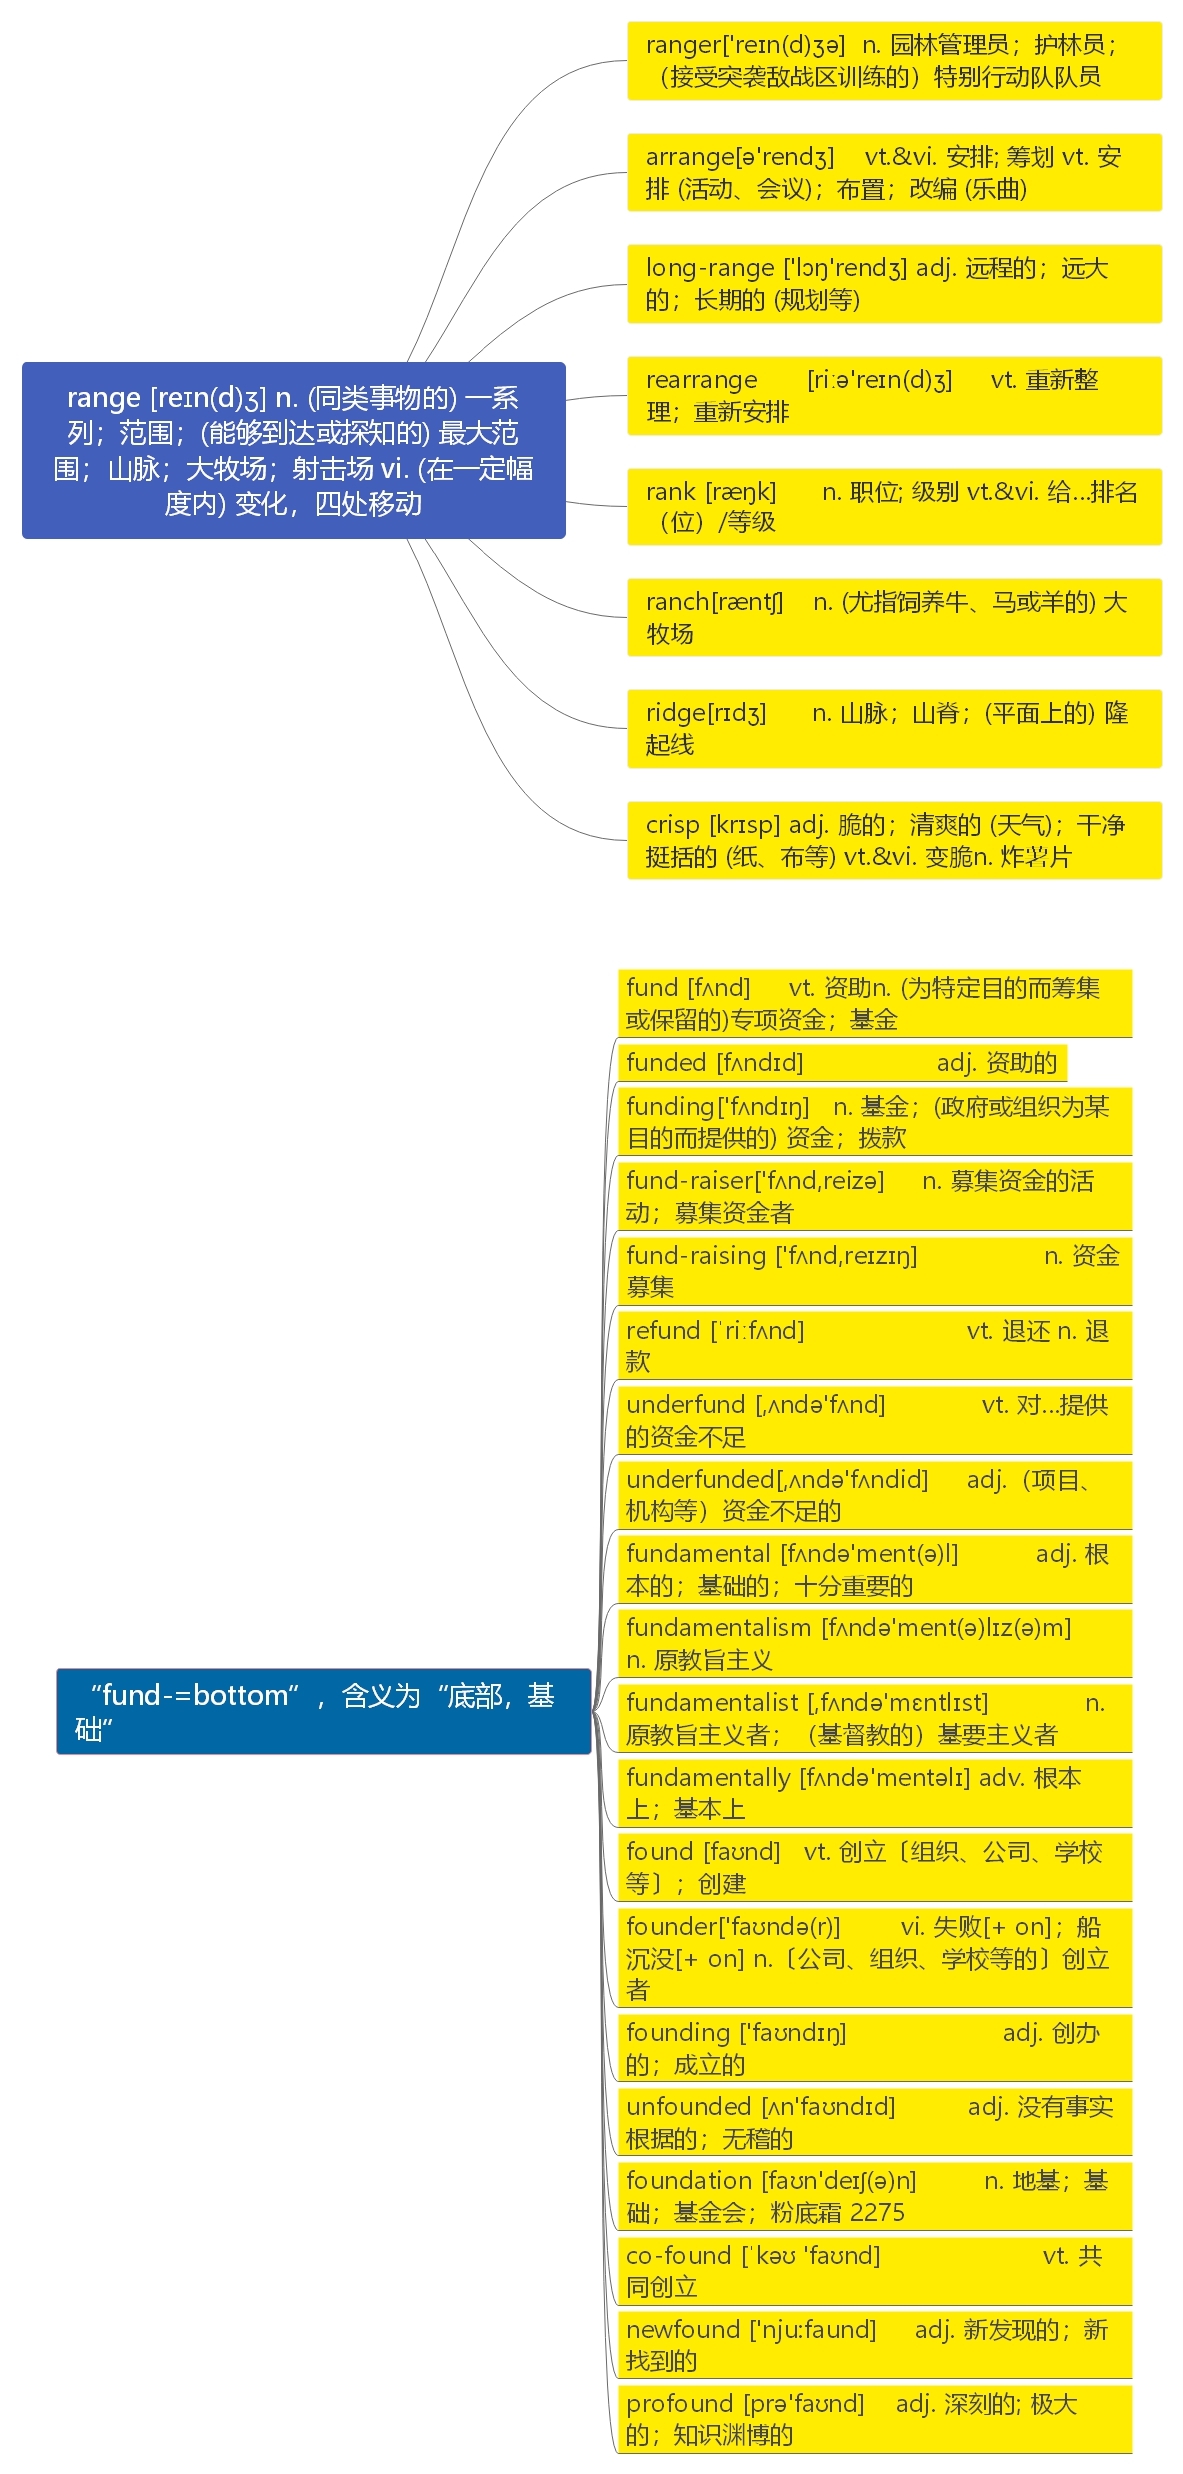 ranger['reɪn(d)ʒə]  n. 园林管理员；护林员；
（接受突袭敌战区训练的）特别行动队队员
arrange[ə'rendʒ]    vt.&vi. 安排; 筹划 vt. 安
排 (活动、会议)；布置；改编 (乐曲)
long-range ['lɔŋ'rendʒ] adj. 远程的；远大
的；长期的 (规划等)
rearrange      [riːə'reɪn(d)ʒ]     vt. 重新整
理；重新安排
rank [ræŋk]      n. 职位; 级别 vt.&vi. 给…排名
（位）/等级
ranch[ræntʃ]    n. (尤指饲养牛、马或羊的) 大
牧场
ridge[rɪdʒ]      n. 山脉；山脊；(平面上的) 隆
起线
crisp [krɪsp] adj. 脆的；清爽的 (天气)；干净
挺括的 (纸、布等) vt.&vi. 变脆n. 炸薯片
range [reɪn(d)ʒ] n. (同类事物的) 一系
列；范围；(能够到达或探知的) 最大范
围；山脉；大牧场；射击场 vi. (在一定幅
度内) 变化，四处移动
fund [fʌnd]     vt. 资助n. (为特定目的而筹集
或保留的)专项资金；基金
funded [fʌndɪd]                 adj. 资助的
funding['fʌndɪŋ]   n. 基金；(政府或组织为某
目的而提供的) 资金；拨款
fund-raiser['fʌnd,reizə]     n. 募集资金的活
动；募集资金者
fund-raising ['fʌnd,reɪzɪŋ]                n. 资金
募集
refund [ˈriːfʌnd]                     vt. 退还 n. 退
款
underfund [,ʌndə'fʌnd]            vt. 对…提供
的资金不足
underfunded[,ʌndə'fʌndid]     adj.（项目、
机构等）资金不足的
fundamental [fʌndə'ment(ə)l]          adj. 根
本的；基础的；十分重要的
fundamentalism [fʌndə'ment(ə)lɪz(ə)m]
n. 原教旨主义
fundamentalist [,fʌndə'mɛntlɪst]            n.
原教旨主义者；（基督教的）基要主义者
fundamentally [fʌndə'mentəlɪ] adv. 根本
上；基本上
found [faʊnd]   vt. 创立〔组织、公司、学校
等〕；创建
founder['faʊndə(r)]        vi. 失败[+ on]；船
沉没[+ on] n.〔公司、组织、学校等的〕创立
者
founding ['faʊndɪŋ]                    adj. 创办
的；成立的
unfounded [ʌn'faʊndɪd]         adj. 没有事实
根据的；无稽的
foundation [faʊn'deɪʃ(ə)n]         n. 地基；基
础；基金会；粉底霜 2275
co-found [ˈkəʊ 'faʊnd]                     vt. 共
同创立
newfound ['nju:faund]     adj. 新发现的；新
找到的
profound [prə'faʊnd]    adj. 深刻的; 极大
的；知识渊博的
“fund-=bottom”，含义为“底部，基
础”